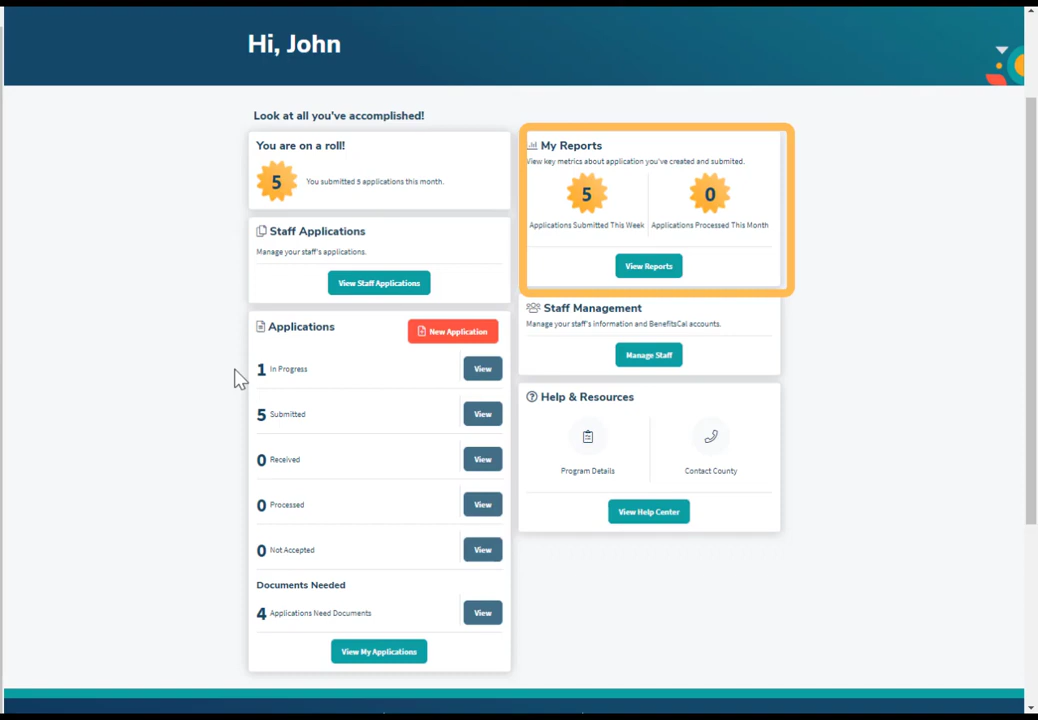 Hi, John
Look at all you've accomplished!
You are on a roll!
5
You submitted 5 applications this month.
Staff Applications
Manage your staff's applications.
View Staff Applications
Applications
New Application
1 In Progress
View
5 Submitted
View
0 Received
View
0 Processed
View
0 Not Accepted
View
Documents Needed
4 Applications Need Documents
View
View My Applications
My Reports
View key metrics about application you've created and submited.
5
0
Applications Submitted This Week
Applications Processed This Month
View Reports
Staff Management
Manage your staff's information and BenefitsCal accounts.
Manage Staff
Help & Resources
Program Details
Contact County
View Help Center